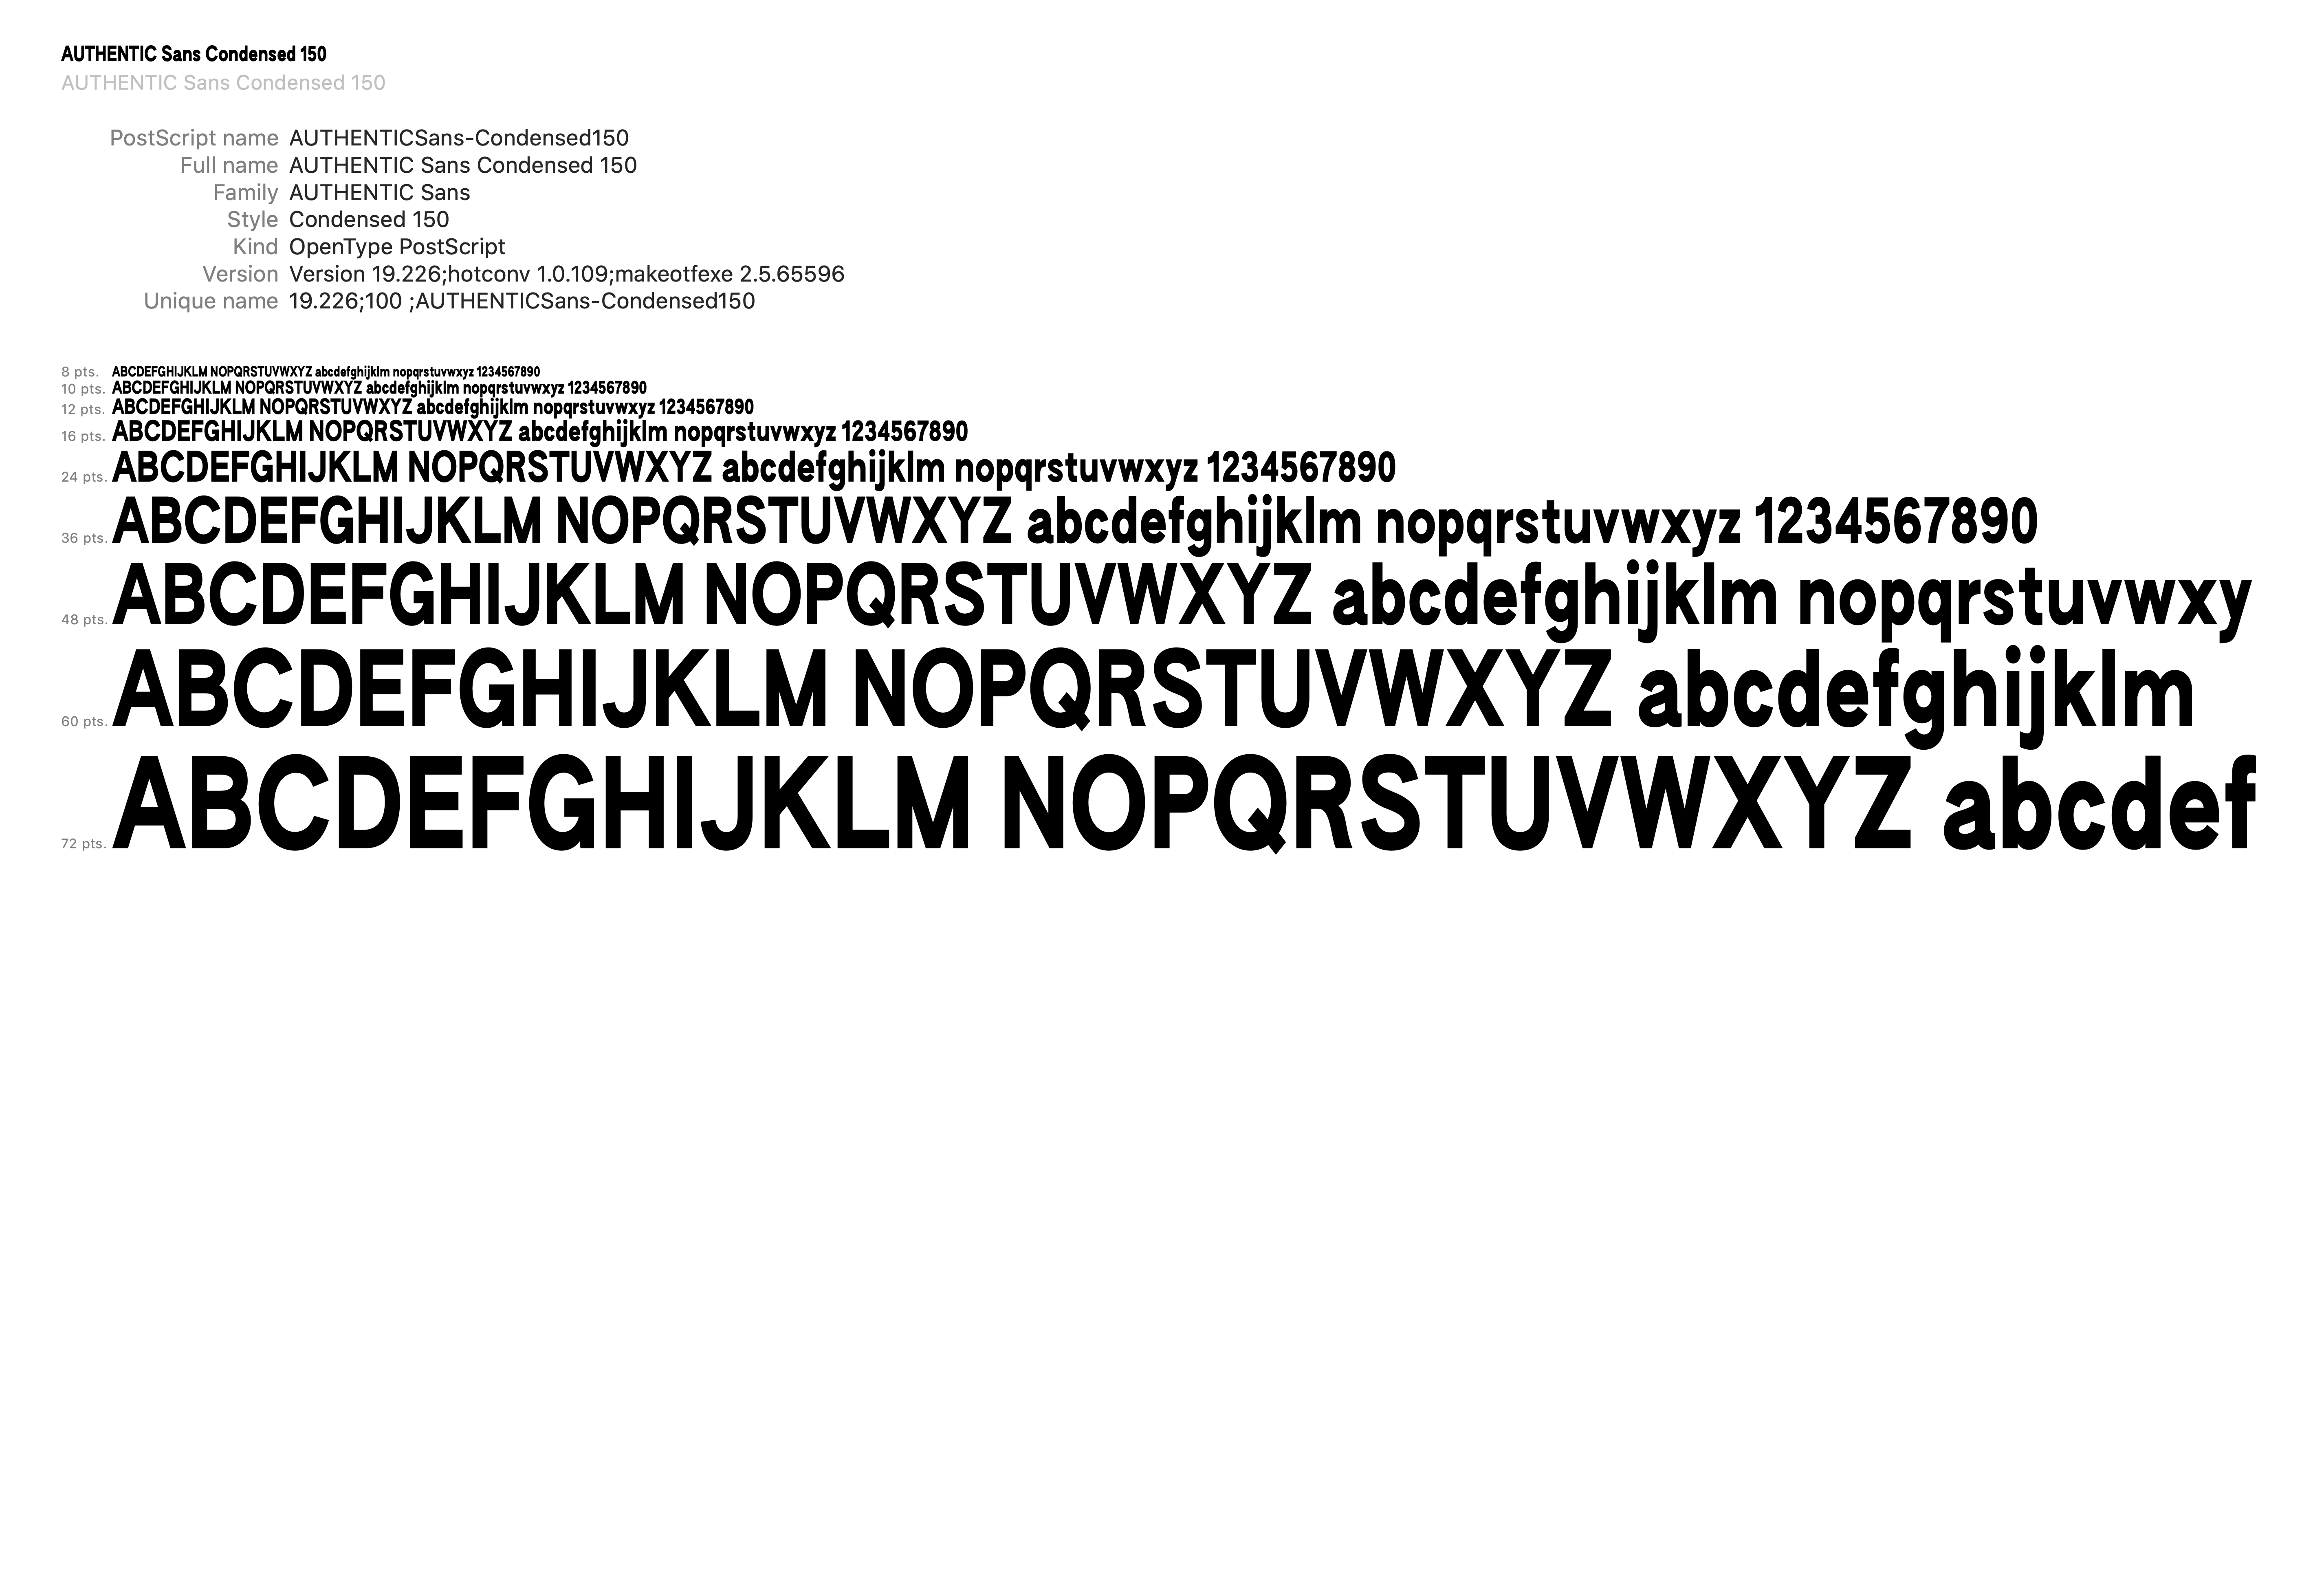 AUTHENTIC Sans Condensed 150
AUTHENTIC Sans Condensed 150
PostScript name AUTHENTICSans-Condensed150
Full name AUTHENTIC Sans Condensed 150
Family AUTHENTIC Sans
Style Condensed 150
Kind OpenType PostScript
Version Version 19.226;hotconv 1.0.109;makeotfexe 2.5.65596
Unique name 19.226;100 ;AUTHENTICSans-Condensed150
8 pts. ABCDEFGHIJKLM NOPQRSTUVWXYZ abcdefghijklm nopqrstuvwxyz 1234567890
10 pts. ABCDEFGHIJKLM NOPQRSTUVWXYZ abcdefghijklm nopqrstuvwxyz 1234567890
12 pts. ABCDEFGHIJKLM NOPQRSTUVWXYZ abcdefghijklm nopqrstuvwxyz 1234567890
16 pts. ABCDEFGHIJKLM NOPQRSTUVWXYZ abcdefghijklm nopqrstuvwxyz 1234567890
24 pts. ABCDEFGHIJKLM NOPQRSTUVWXYZ abcdefghijklm nopqrstuvwxyz 1234567890
36 pts. ABCDEFGHIJKLM NOPQRSTUVWXYZ abcdefghijklm nopqrstuvwxyz 1234567890
48 pts. ABCDEFGHIJKLM NOPQRSTUVWXYZ abcdefghijklm nopqrstuvwxy
60 pts. ABCDEFGHIJKLM NOPQRSTUVWXYZ abcdefghijklm
72 pts. ABCDEFGHIJKLM NOPQRSTUVWXYZ abcdef